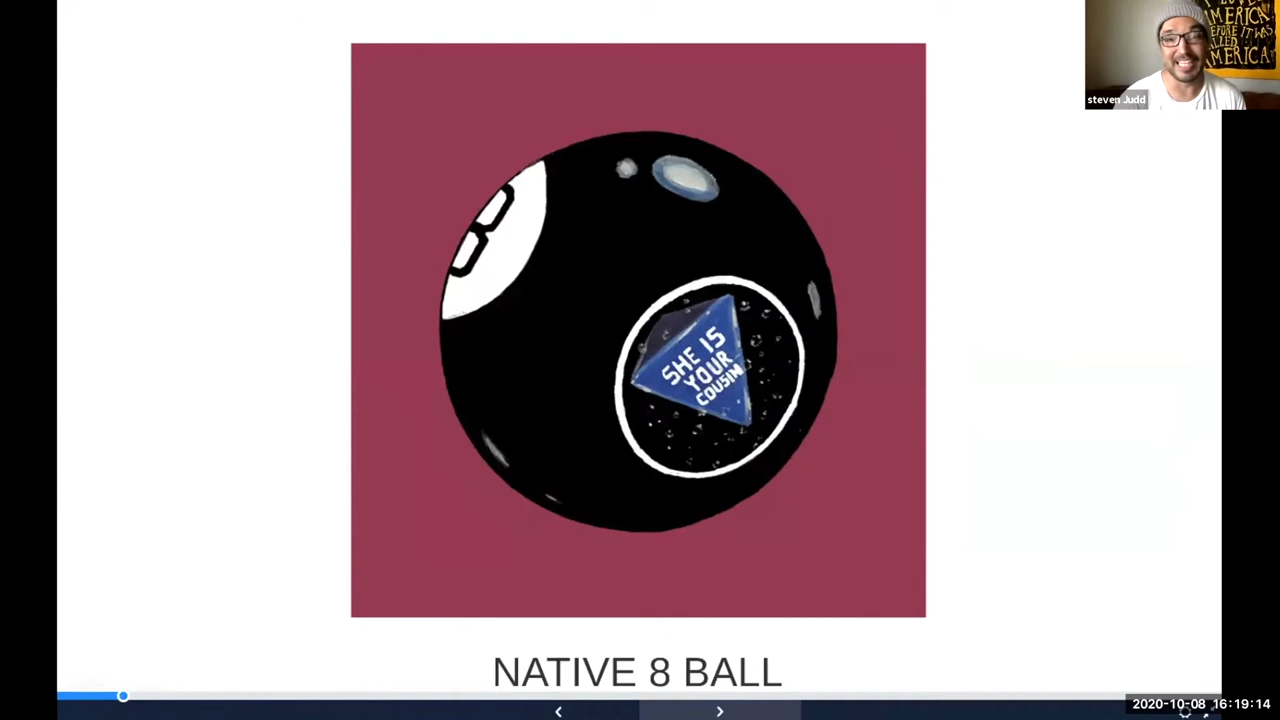 I LOVE
AMERICA
BEFORE IT WAS
CALLED
AMERICA
steven Judd
8
SHE IS
YOUR
COUSIN
NATIVE 8 BALL
2020-10-08 16:19:14